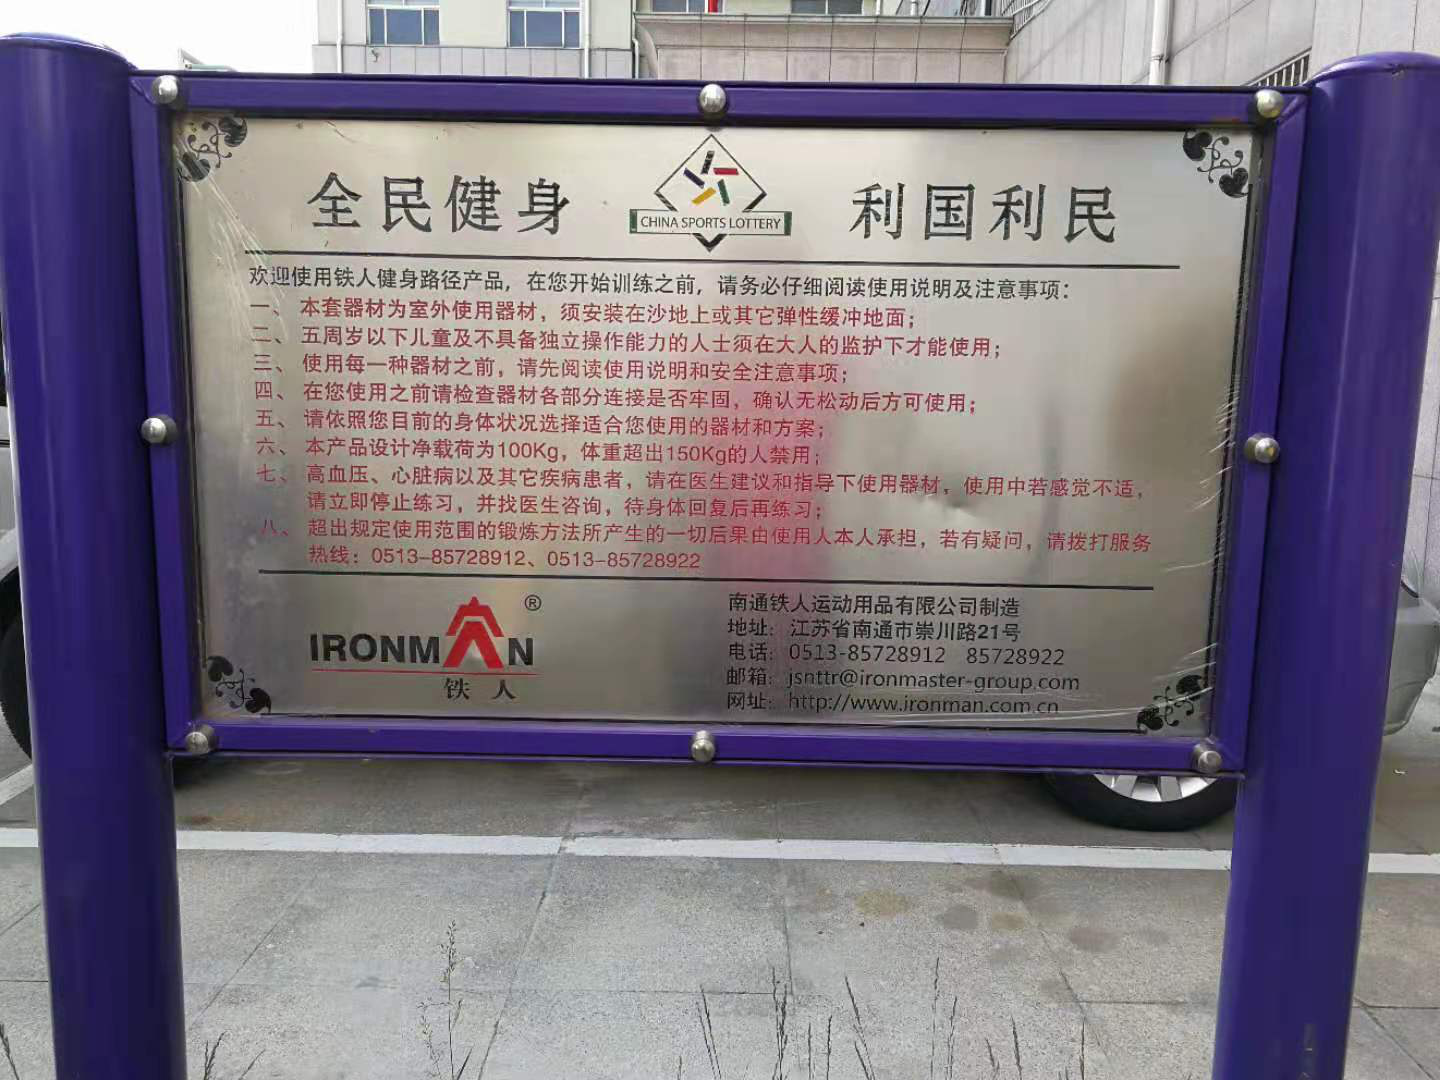 全民健身
CHINA SPORTS LOTTERY
利国利民
欢迎使用铁人健身路径产品，在您开始训练之前，请务必仔细阅读使用说明及注意事项：
一、 本套器材为室外使用器材，须安装在沙地上或其它弹性缓冲地面；
二、 五周岁以下儿童及不具备独立操作能力的人士须在大人的监护下才能使用；
三、 使用每一种器材之前，请先阅读使用说明和安全注意事项；
四、 在您使用之前请检查器材各部分连接是否牢固，确认无松动后方可使用；
五、 请依照您目前的身体状况选择适合您使用的器材和方案；
六、 本产品设计净载荷为100Kg，体重超出150Kg的人禁用；
七、 高血压、心脏病以及其它疾病患者，请在医生建议和指导下使用器材，使用中若感觉不适，
请立即停止练习，并找医生咨询，待身体回复后再练习；
八、 超出规定使用范围的锻炼方法所产生的一切后果由使用人本人承担，若有疑问，请拨打服务
热线：0513-85728912、0513-85728922
IRONMAN®
铁人
南通铁人运动用品有限公司制造
地址：江苏省南通市崇川路21号
电话：0513-85728912 85728922
邮箱：jsnttr@ironmaster-group.com
网址：http://www.ironman.com.cn